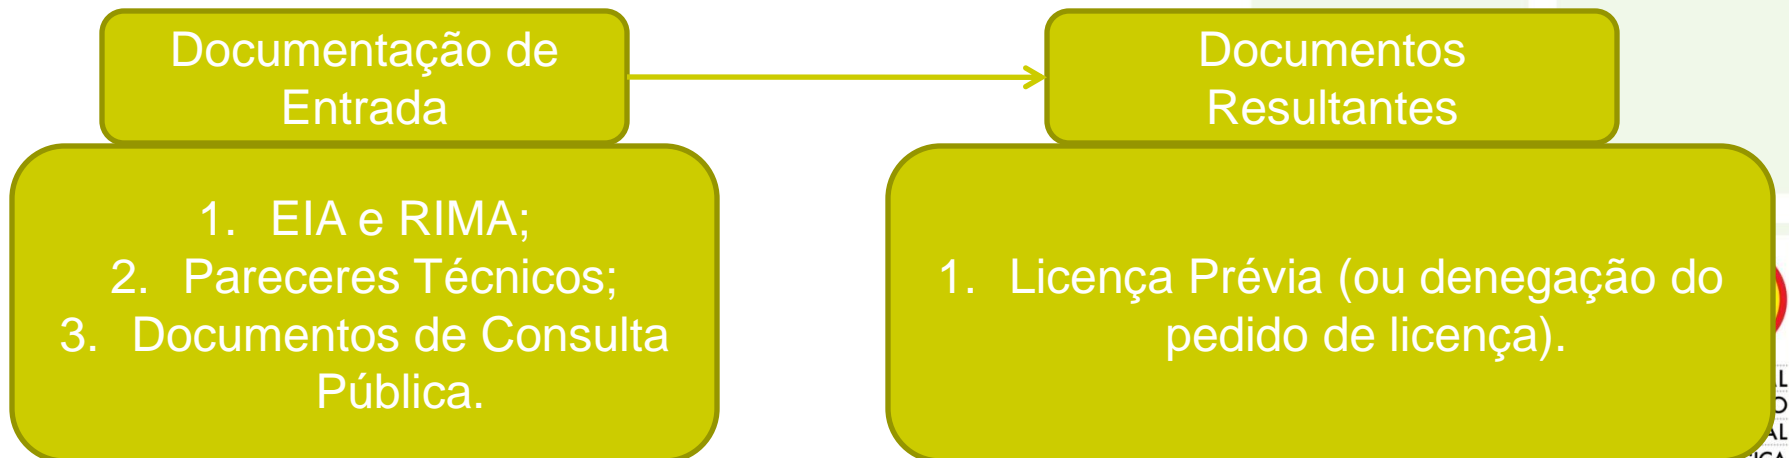 Documentação de
Entrada
Documentos
Resultantes
1. EIA e RIMA;
2. Pareceres Técnicos;
3. Documentos de Consulta
Pública.
1. Licença Prévia (ou denegação do
pedido de licença).